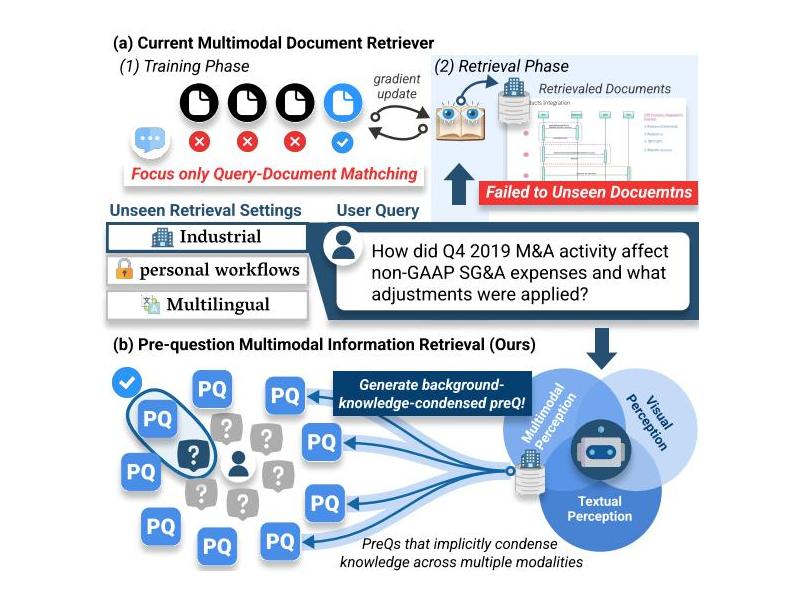 (a) Current Multimodal Document Retriever
(1) Training Phase
gradient
update
(2) Retrieval Phase
Retrievaled Documents
Focus only Query-Document Mathching
Failed to Unseen Docuemtns
Unseen Retrieval Settings
User Query
Industrial
personal workflows
Multilingual
How did Q4 2019 M&A activity affect
non-GAAP SG&A expenses and what
adjustments were applied?
(b) Pre-question Multimodal Information Retrieval (Ours)
Generate background-
knowledge-condensed preQ!
PQ
PQ
PQ
PQ
PQ
PQ
PQ
PQ
PQ
Multimodal
Perception
Visual
Perception
Textual
Perception
PreQs that implicitly condense
knowledge across multiple modalities